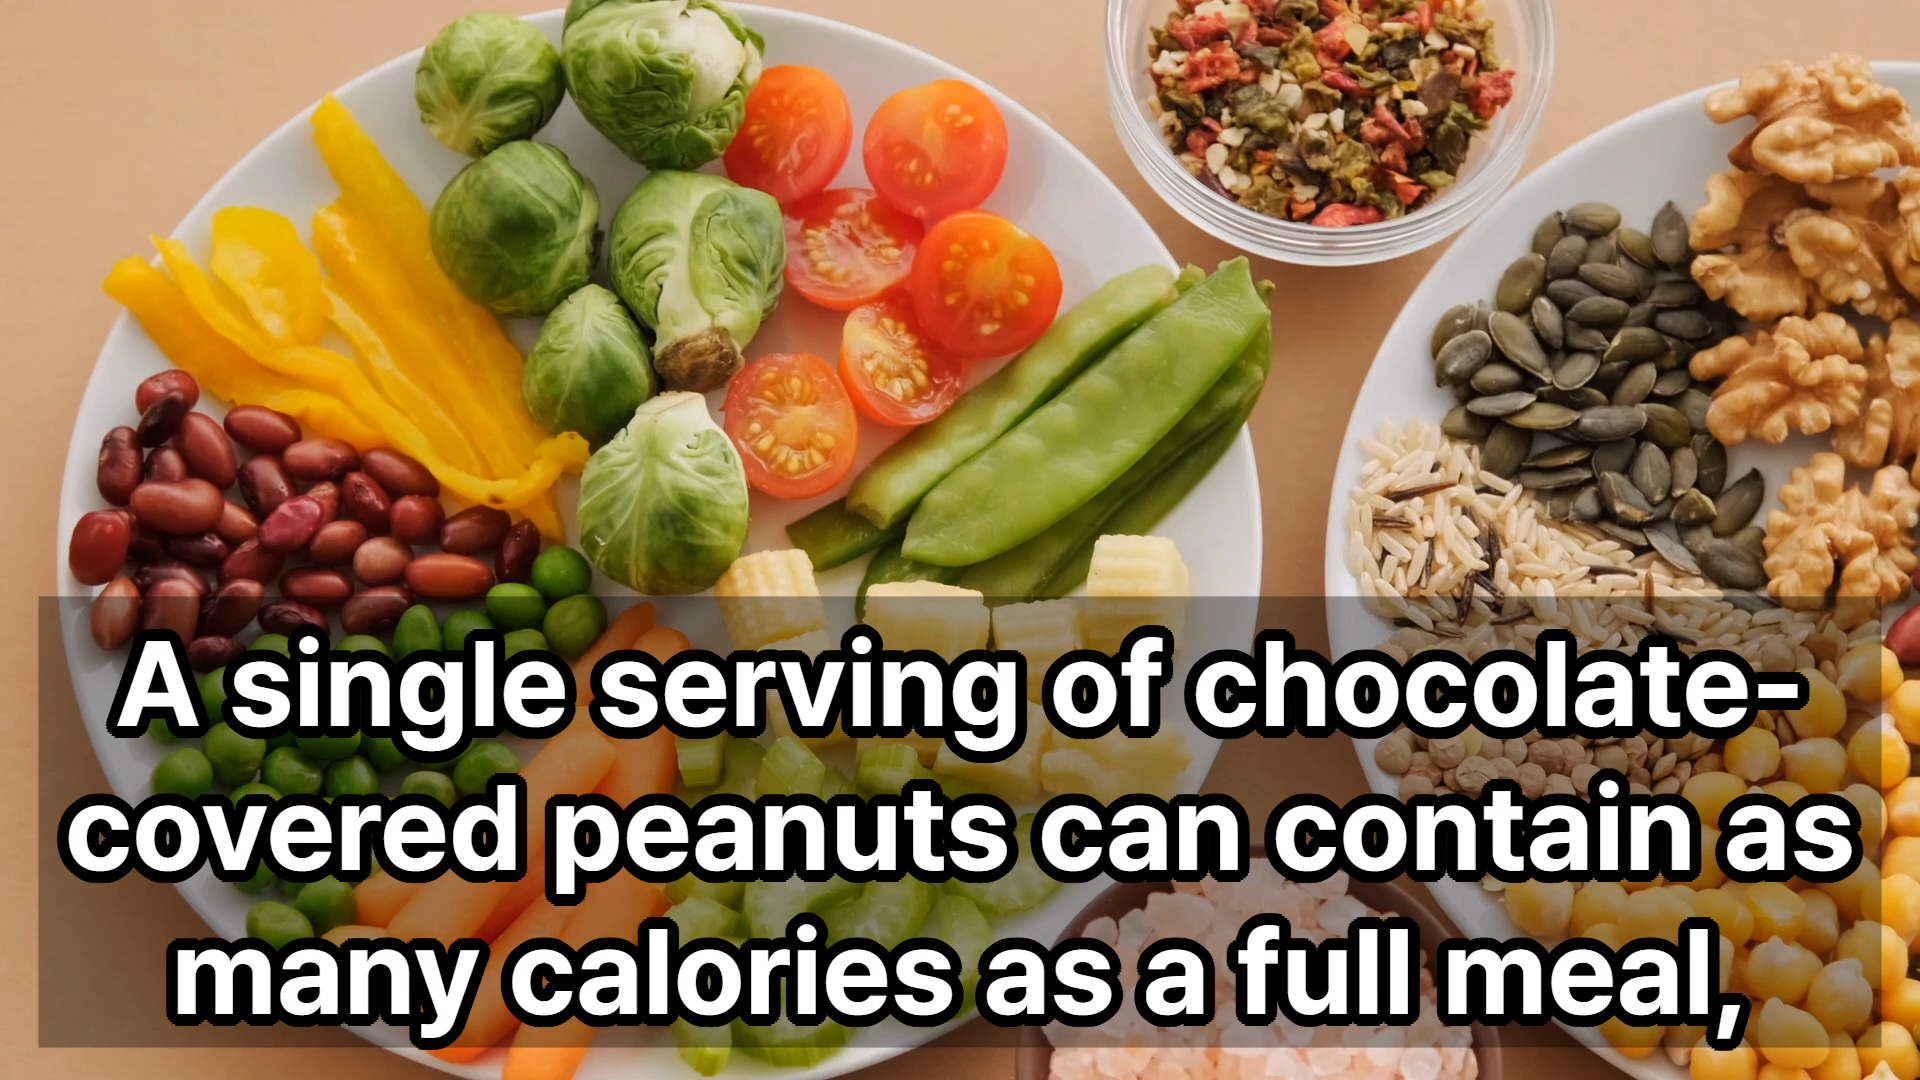 A single serving of chocolate-
covered peanuts can contain as
many calories as a full meal,